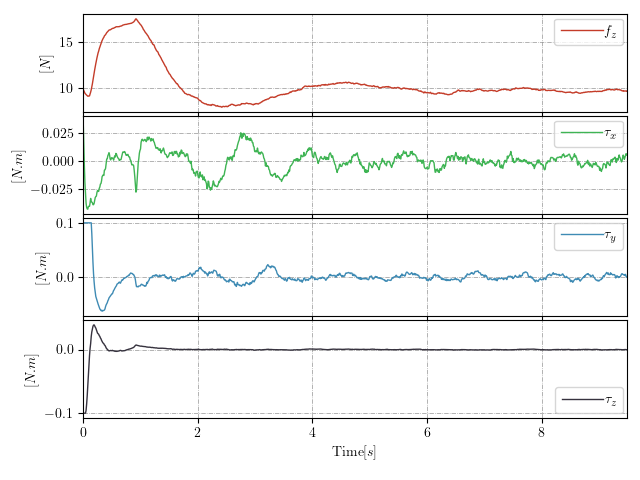 15
10
[N]
f_z
0.025
0.000
−0.025
[N.m]
τ_x
0.1
0.0
[N.m]
τ_y
0.0
−0.1
[N.m]
τ_z
0 2 4 6 8
Time[s]